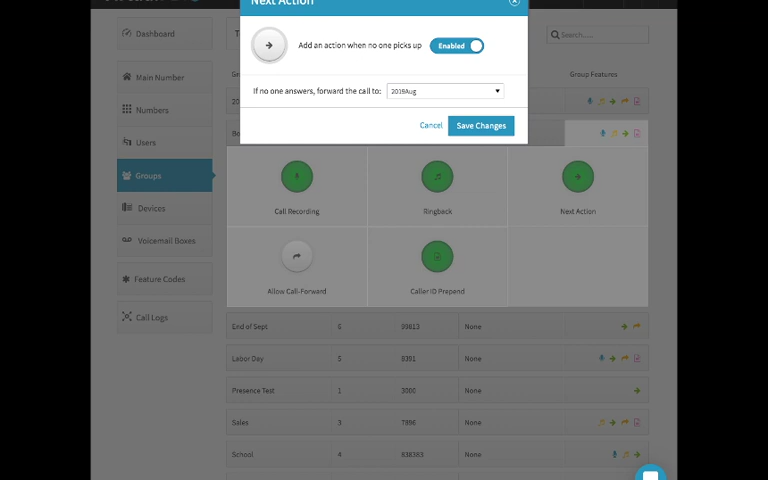 Next Action
Add an action when no one picks up
Enabled
If no one answers, forward the call to:
2019Aug
Cancel
Save Changes
Dashboard
Main Number
Numbers
Users
Groups
Devices
Voicemail Boxes
Feature Codes
Call Logs
Search......
Group Features
Call Recording
Ringback
Next Action
Allow Call-Forward
Caller ID Prepend
End of Sept 6 99813 None
Labor Day 5 8391 None
Presence Test 1 3000 None
Sales 3 7896 None
School 4 838383 None